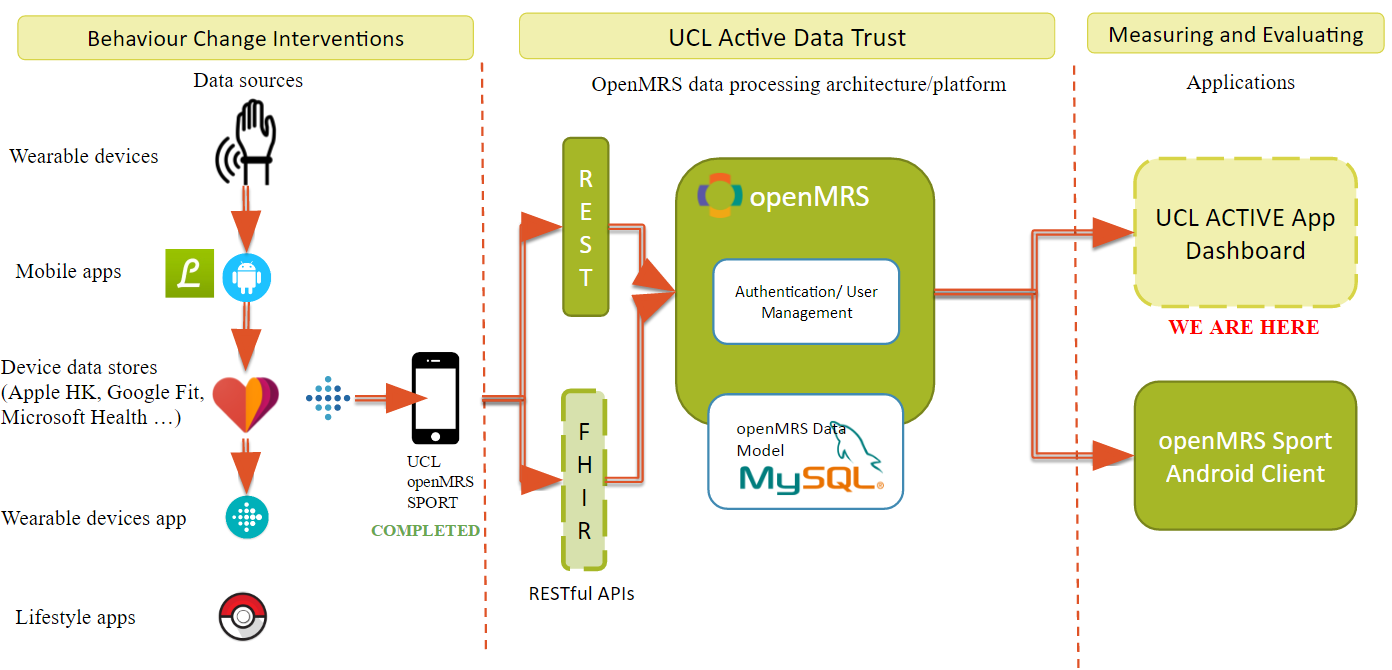 Behaviour Change Interventions
Data sources
Wearable devices
Mobile apps
L
Device data stores
(Apple HK, Google Fit,
Microsoft Health …)
Wearable devices app
Lifestyle apps
UCL
openMRS
SPORT
COMPLETED
UCL Active Data Trust
OpenMRS data processing architecture/platform
R
E
S
T
F
H
I
R
RESTful APIs
openMRS
Authentication/ User
Management
openMRS Data
Model
MySQL®
Measuring and Evaluating
Applications
UCL ACTIVE App
Dashboard
WE ARE HERE
openMRS Sport
Android Client